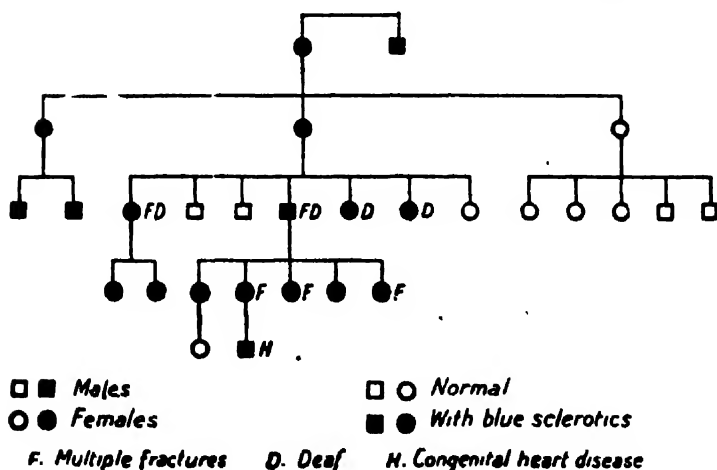 FD FD D D
F F F
H
Males Normal
Females With blue sclerotics
F. Multiple fractures D. Deaf H. Congenital heart disease